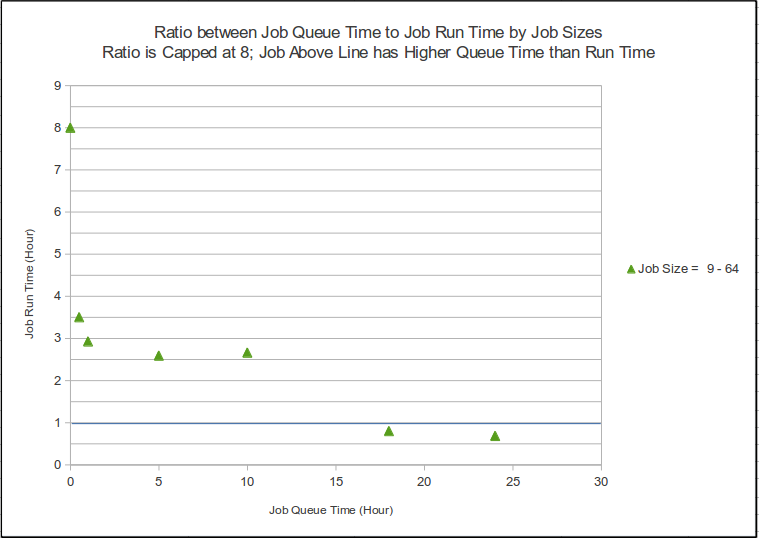 Ratio between Job Queue Time to Job Run Time by Job Sizes
Ratio is Capped at 8; Job Above Line has Higher Queue Time than Run Time
9
8
7
6
5
4
3
2
1
0
Job Run Time (Hour)
0 5 10 15 20 25 30
Job Queue Time (Hour)
Job Size = 9 - 64